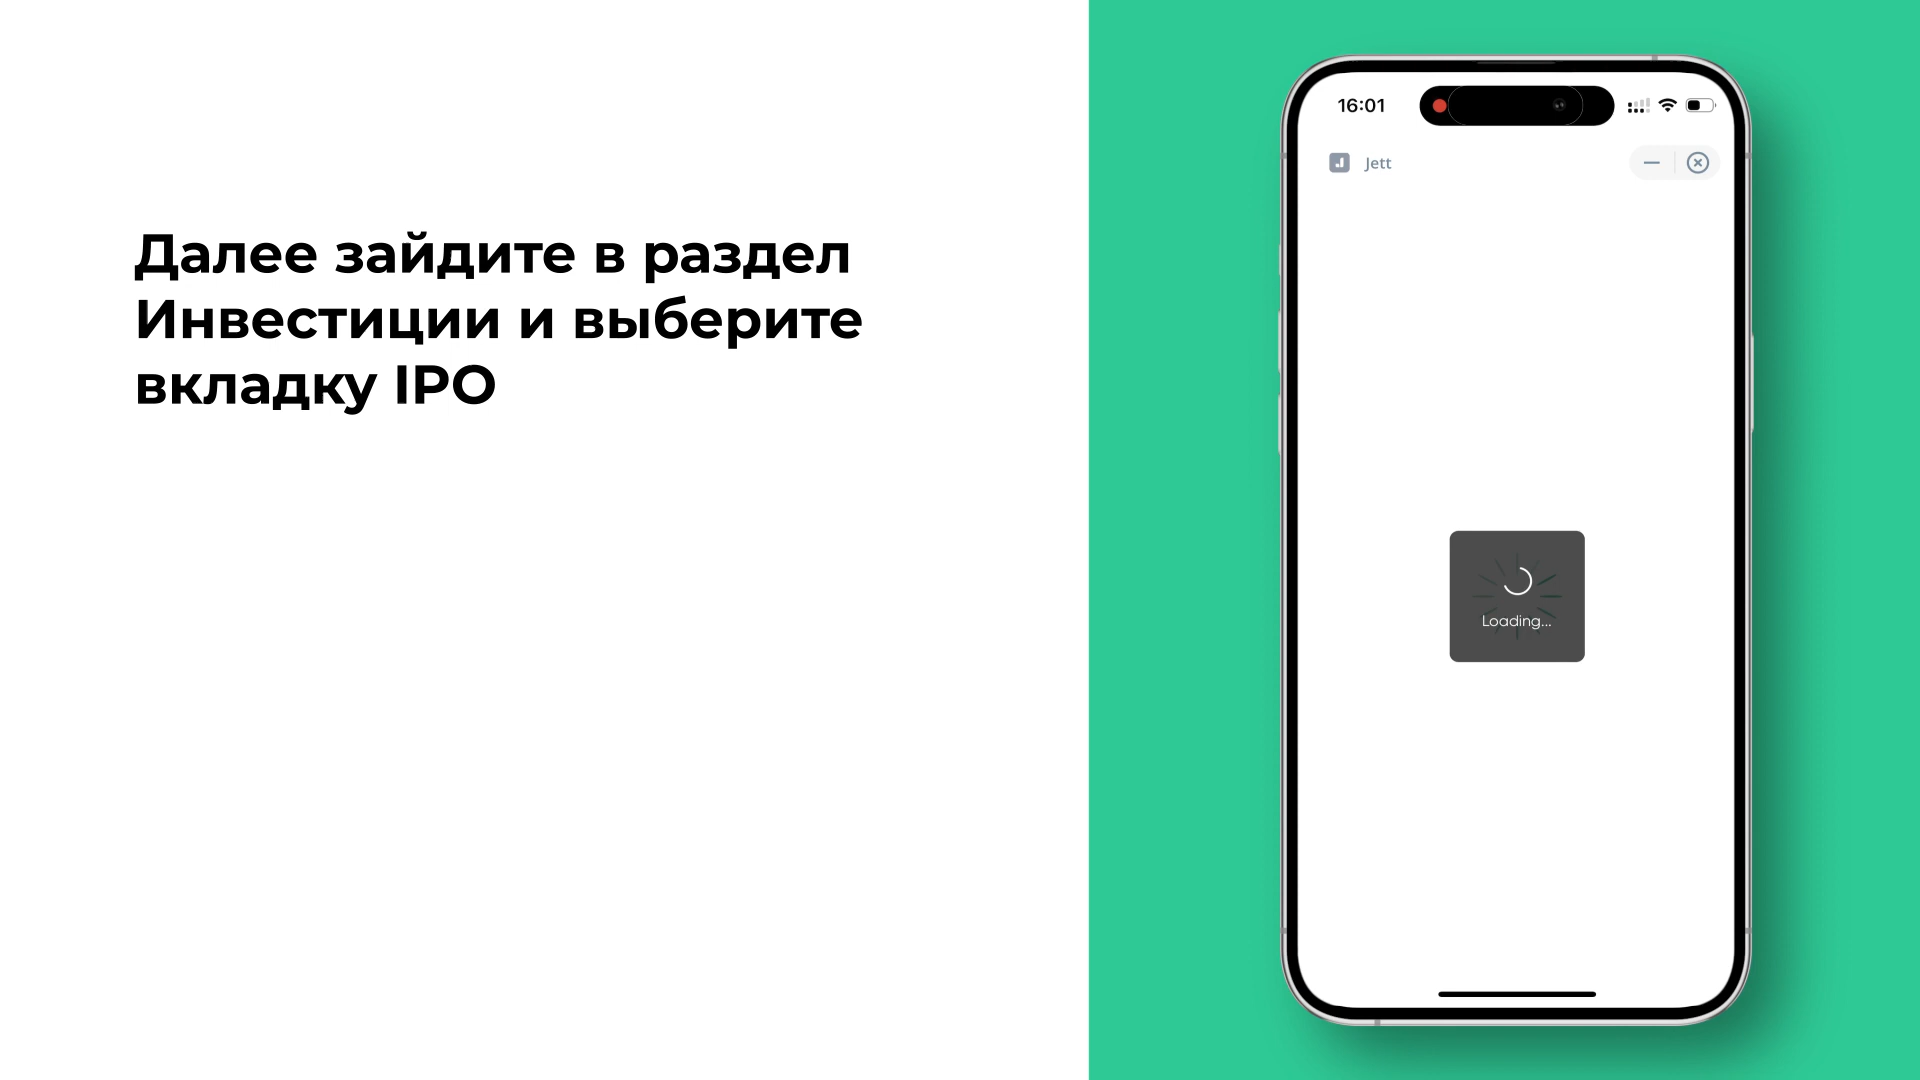 Далее зайдите в раздел
Инвестиции и выберите
вкладку IPO
16:01
Jett
Loading...